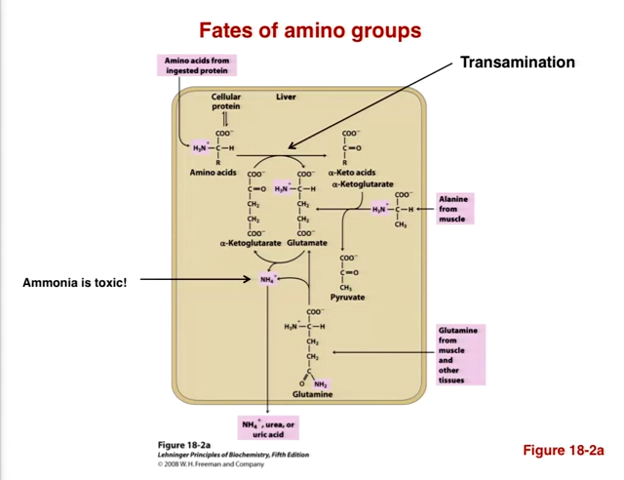 Fates of amino groups
Amino acids from
ingested protein
Transamination
Cellular
protein
Liver
COO⁻
H₃N⁺—C—H
R
Amino acids
COO⁻
C=O
R
α-Keto acids
COO⁻
C=O
CH₂
CH₂
COO⁻
α-Ketoglutarate
COO⁻
H₃N⁺—C—H
CH₂
CH₂
COO⁻
Glutamate
α-Ketoglutarate
COO⁻
H₃N⁺—C—H
CH₃
Alanine
from
muscle
COO⁻
C=O
CH₃
Pyruvate
Ammonia is toxic!
NH₄⁺
COO⁻
H₃N⁺—C—H
CH₂
CH₂
C
O NH₂
Glutamine
Glutamine
from
muscle
and
other
tissues
NH₄⁺, urea, or
uric acid
Figure 18-2a
Lehninger Principles of Biochemistry, Fifth Edition
© 2008 W. H. Freeman and Company
Figure 18-2a